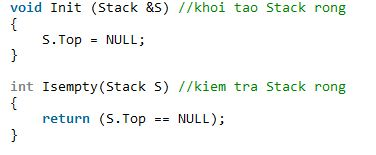 void Init (Stack &S) //khoi tao Stack rong
{
    S.Top = NULL;
}
int Isempty(Stack S) //kiem tra Stack rong
{
    return (S.Top == NULL);
}